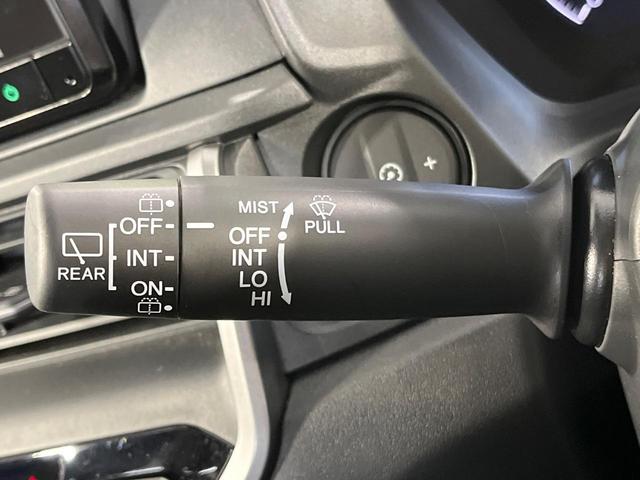 REAR
OFF
INT
ON
MIST
OFF
INT
LO
HI
PULL
+